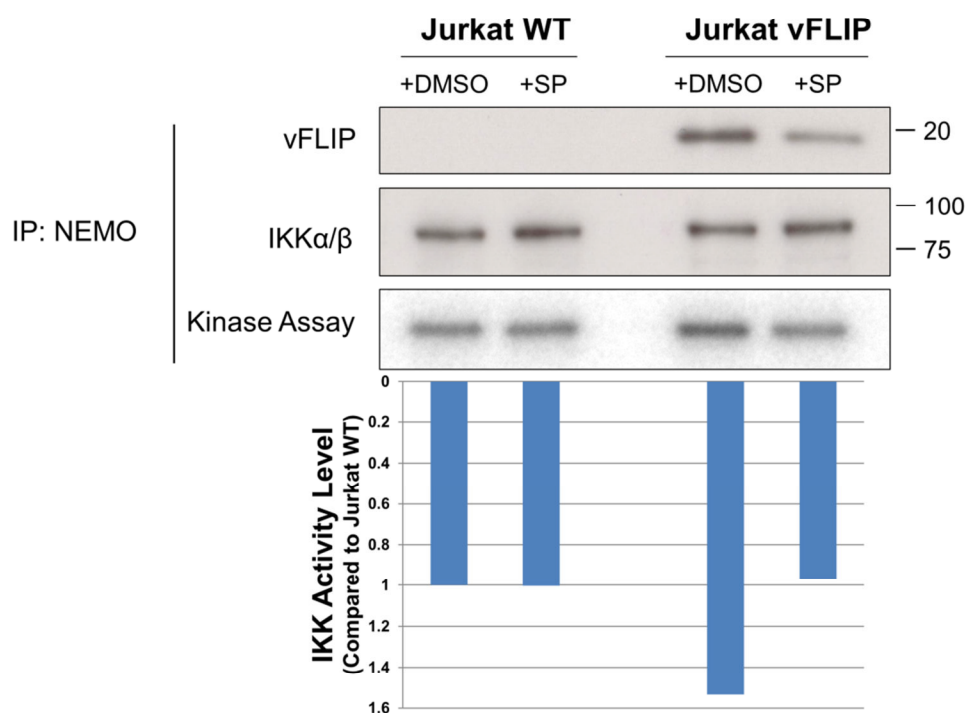 Jurkat WT Jurkat vFLIP
+DMSO +SP +DMSO +SP
vFLIP 20
IP: NEMO
IKKα/β 100
75
Kinase Assay
IKK Activity Level
(Compared to Jurkat WT)
0
0.2
0.4
0.6
0.8
1
1.2
1.4
1.6